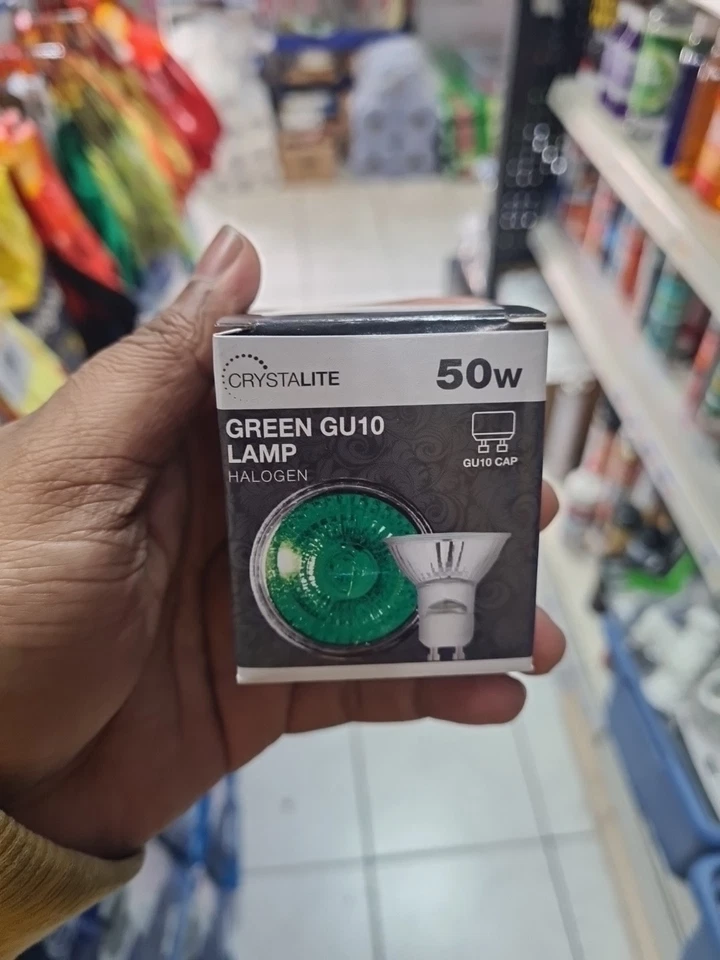 CRYSTALITE
50W
GREEN GU10
LAMP
HALOGEN
GU10 CAP